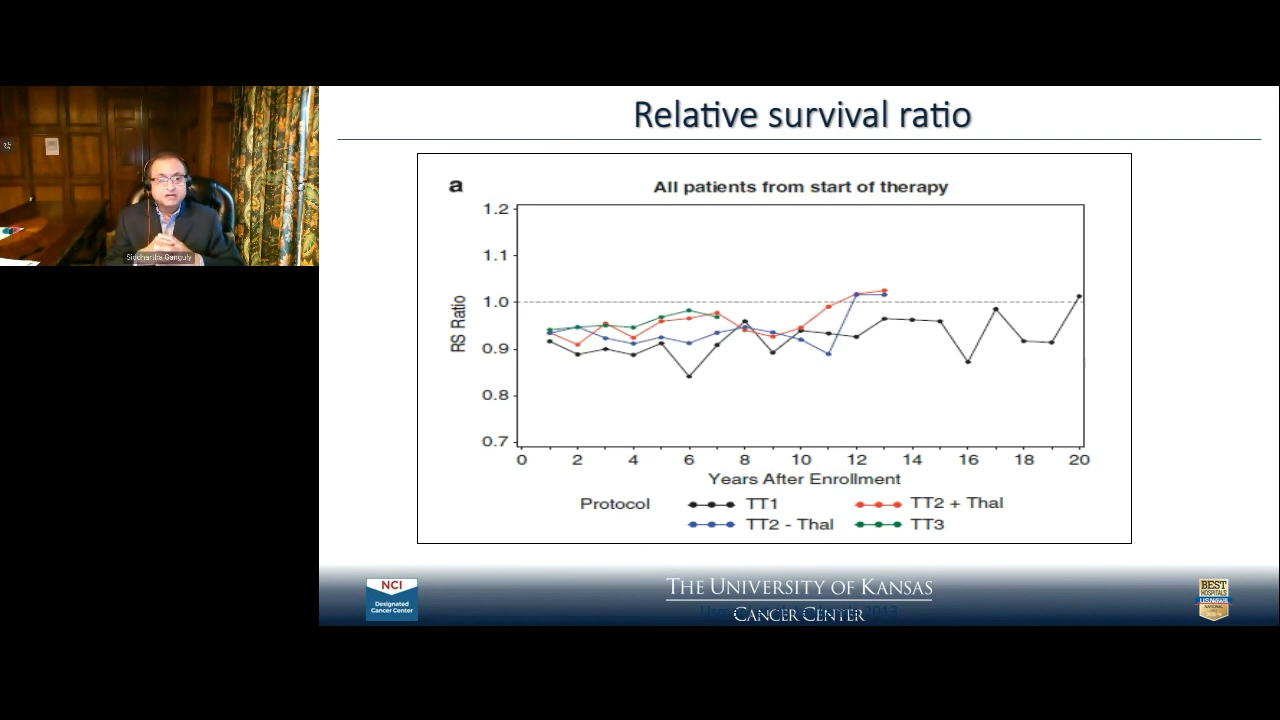 Relative survival ratio
a
All patients from start of therapy
1.2
1.1
1.0
0.9
0.8
0.7
RS Ratio
0 2 4 6 8 10 12 14 16 18 20
Years After Enrollment
Protocol
TT1
TT2 + Thal
TT2 - Thal
TT3
Siddhartha Ganguly
NCI
Designated
Cancer Center
THE UNIVERSITY OF KANSAS
CANCER CENTER
2013
BEST
HOSPITALS
U.S.NEWS
NATIONAL